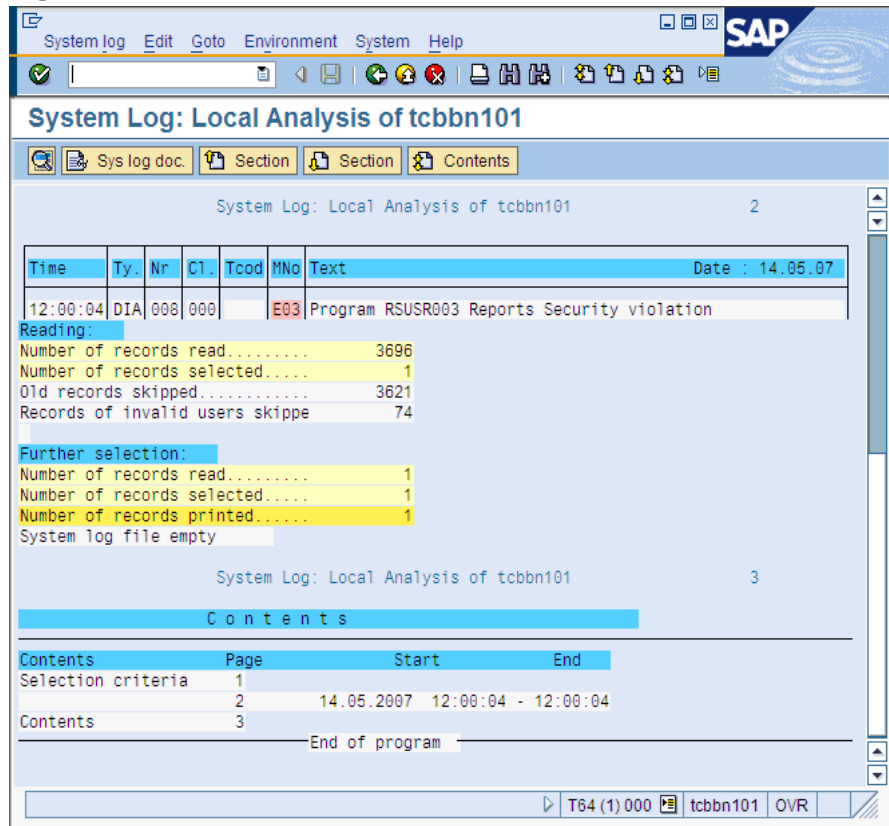 System log Edit Goto Environment System Help
SAP
System Log: Local Analysis of tcbbn101
Sys log doc. Section Section Contents
System Log: Local Analysis of tcbbn101 2
Time Ty. Nr Cl. Tcod MNo Text Date : 14.05.07
12:00:04 DIA 008 000 E03 Program RSUSR003 Reports Security violation
Reading:
Number of records read......... 3696
Number of records selected..... 1
Old records skipped............ 3621
Records of invalid users skippe 74
Further selection:
Number of records read......... 1
Number of records selected..... 1
Number of records printed...... 1
System log file empty
System Log: Local Analysis of tcbbn101 3
C o n t e n t s
Contents Page Start End
Selection criteria 1
2 14.05.2007 12:00:04 - 12:00:04
Contents 3
End of program
T64 (1) 000 tcbbn101 OVR